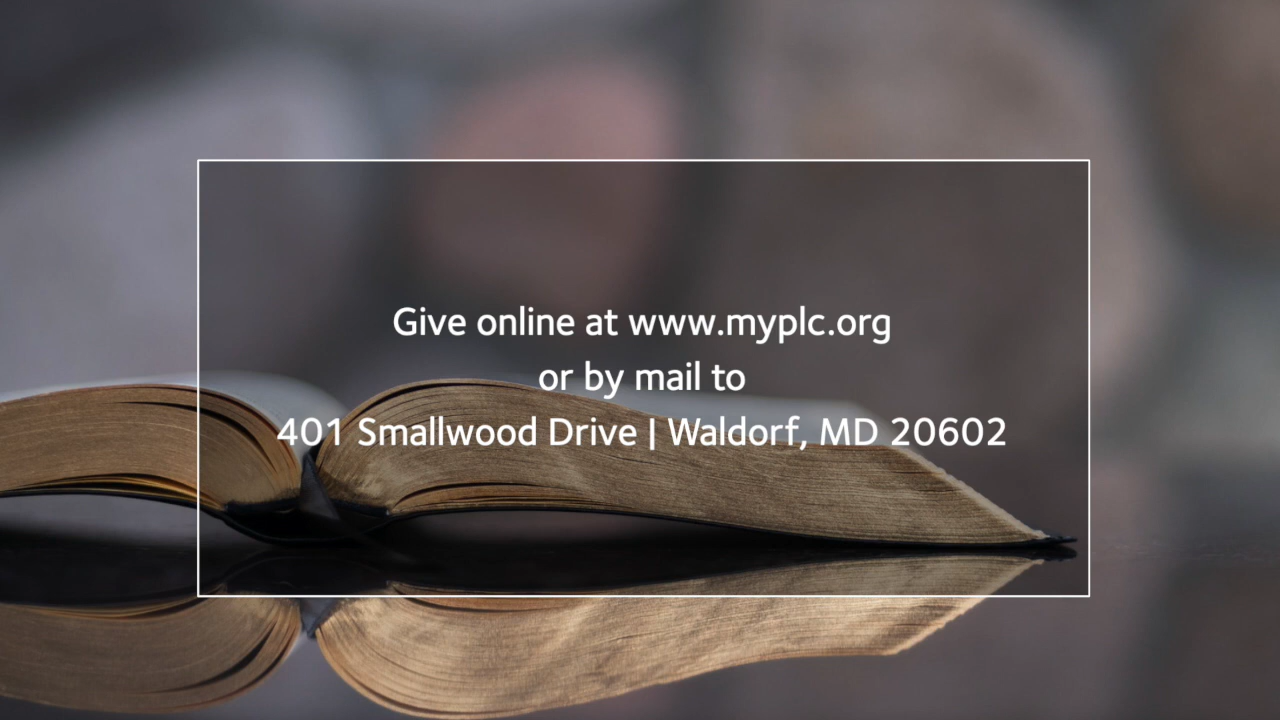 Give online at www.myplc.org
or by mail to
401 Smallwood Drive | Waldorf, MD 20602